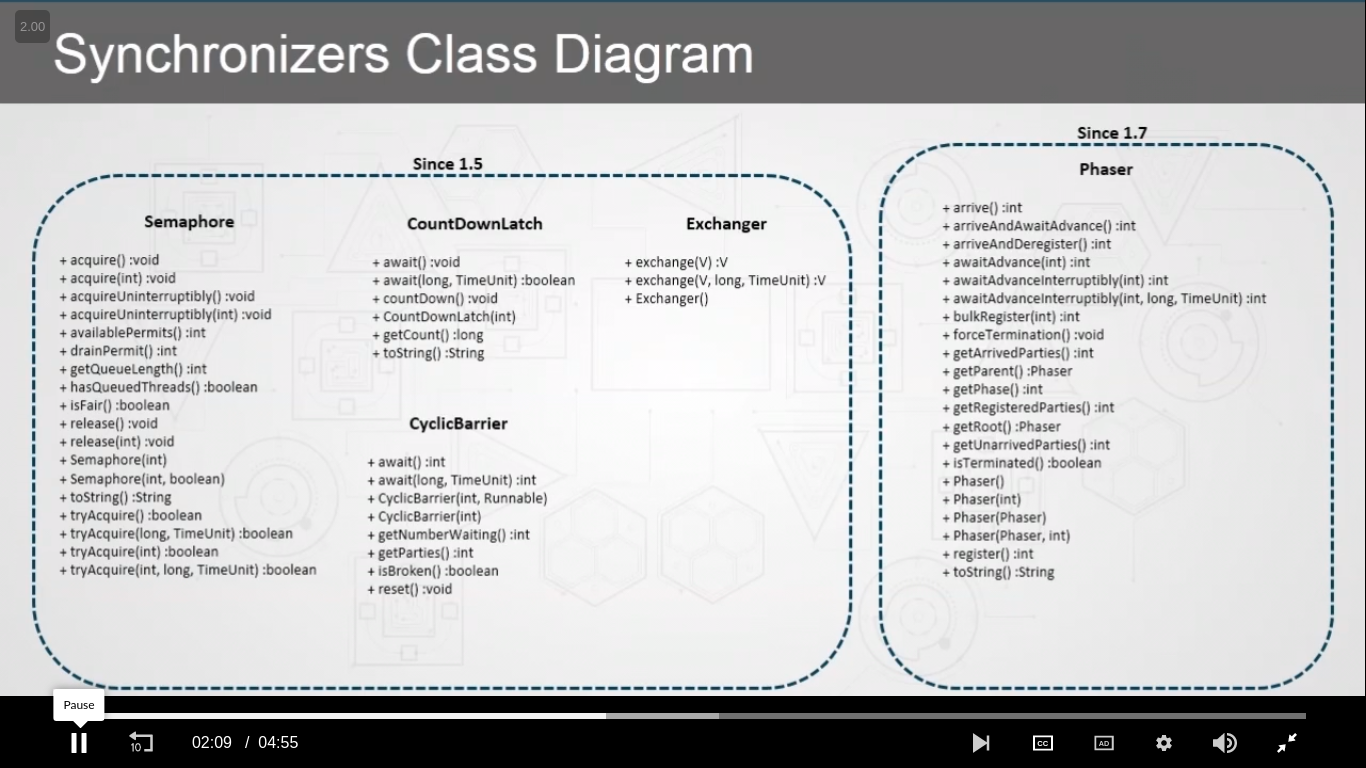 2.00
Synchronizers Class Diagram
Since 1.5
Semaphore
+ acquire() :void
+ acquire(int) :void
+ acquireUninterruptibly() :void
+ acquireUninterruptibly(int) :void
+ availablePermits() :int
+ drainPermit() :int
+ getQueueLength() :int
+ hasQueuedThreads() :boolean
+ isFair() :boolean
+ release() :void
+ release(int) :void
+ Semaphore(int)
+ Semaphore(int, boolean)
+ toString() :String
+ tryAcquire() :boolean
+ tryAcquire(long, TimeUnit) :boolean
+ tryAcquire(int) :boolean
+ tryAcquire(int, long, TimeUnit) :boolean
CountDownLatch
+ await() :void
+ await(long, TimeUnit) :boolean
+ countDown() :void
+ CountDownLatch(int)
+ getCount() :long
+ toString() :String
CyclicBarrier
+ await() :int
+ await(long, TimeUnit) :int
+ CyclicBarrier(int, Runnable)
+ CyclicBarrier(int)
+ getNumberWaiting() :int
+ getParties() :int
+ isBroken() :boolean
+ reset() :void
Exchanger
+ exchange(V) :V
+ exchange(V, long, TimeUnit) :V
+ Exchanger()
Since 1.7
Phaser
+ arrive() :int
+ arriveAndAwaitAdvance() :int
+ arriveAndDeregister() :int
+ awaitAdvance(int) :int
+ awaitAdvanceInterruptibly(int) :int
+ awaitAdvanceInterruptibly(int, long, TimeUnit) :int
+ bulkRegister(int) :int
+ forceTermination() :void
+ getArrivedParties() :int
+ getParent() :Phaser
+ getPhase() :int
+ getRegisteredParties() :int
+ getRoot() :Phaser
+ getUnarrivedParties() :int
+ isTerminated() :boolean
+ Phaser()
+ Phaser(int)
+ Phaser(Phaser)
+ Phaser(Phaser, int)
+ register() :int
+ toString() :String
Pause
10
02:09 / 04:55
CC
AD